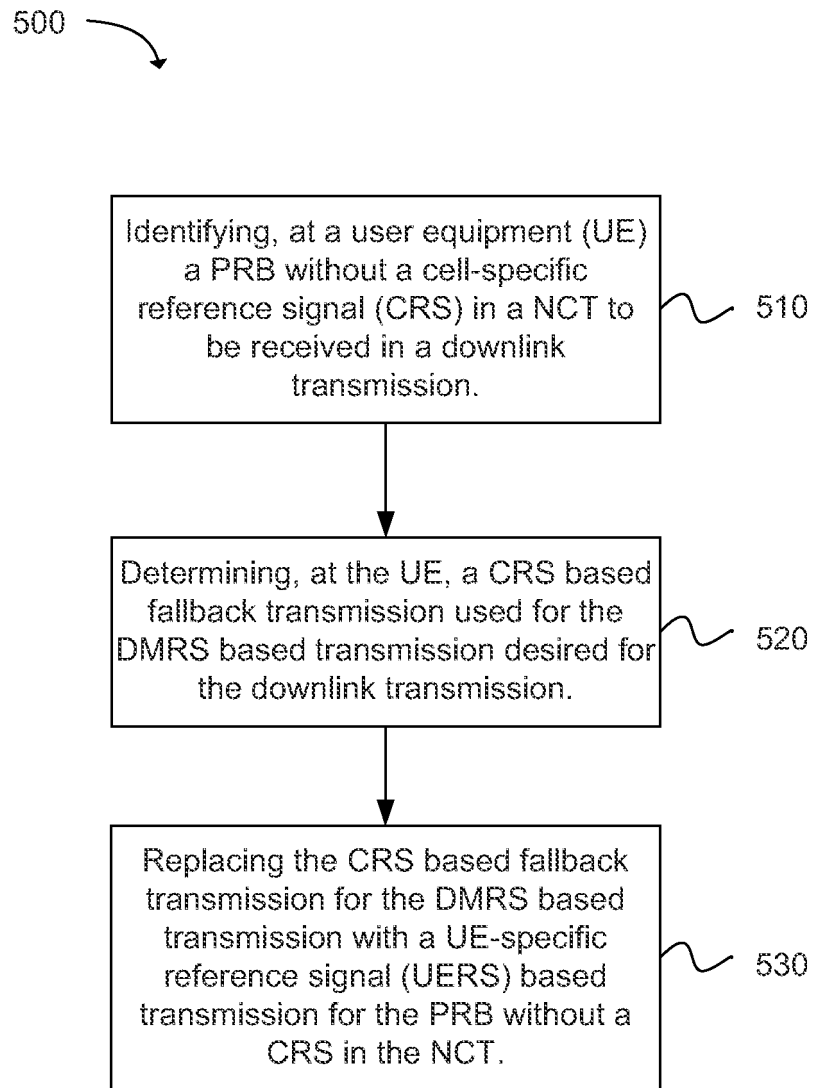 500
Identifying, at a user equipment (UE)
a PRB without a cell-specific
reference signal (CRS) in a NCT to
be received in a downlink
transmission.
510
Determining, at the UE, a CRS based
fallback transmission used for the
DMRS based transmission desired for
the downlink transmission.
520
Replacing the CRS based fallback
transmission for the DMRS based
transmission with a UE-specific
reference signal (UERS) based
transmission for the PRB without a
CRS in the NCT.
530